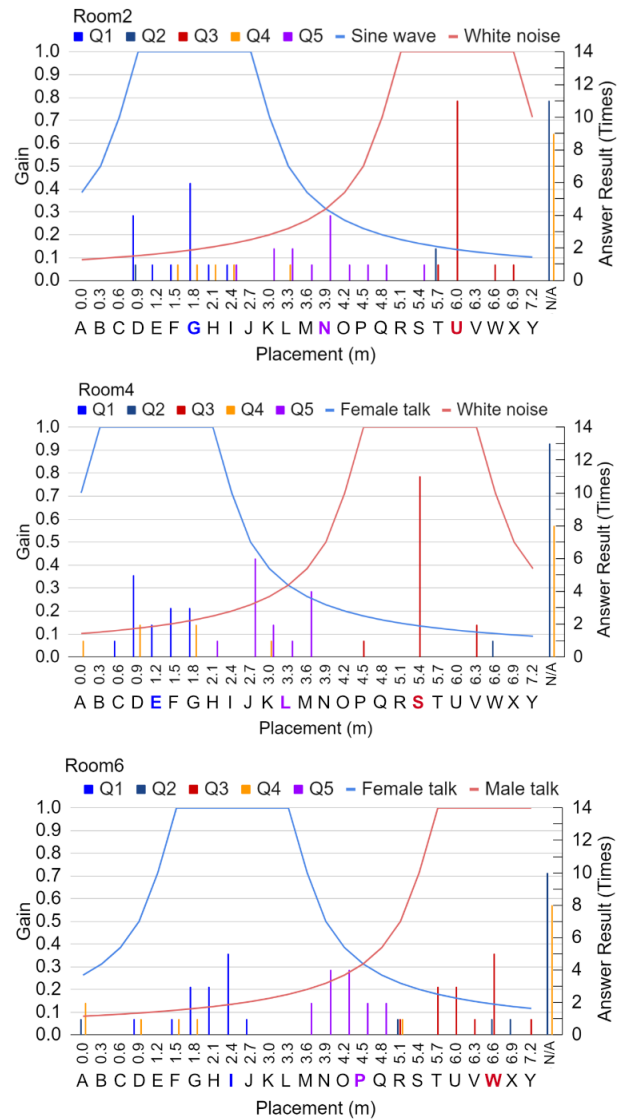 Room2
Q1 Q2 Q3 Q4 Q5 Sine wave White noise
1.0 14
0.9
0.8 12
0.7 10
0.6 8
0.5
0.4 6
0.3 4
0.2
0.1 2
0.0 0
Gain
Answer Result (Times)
0.0 0.3 0.6 0.9 1.2 1.5 1.8 2.1 2.4 2.7 3.0 3.3 3.6 3.9 4.2 4.5 4.8 5.1 5.4 5.7 6.0 6.3 6.6 6.9 7.2 N/A
A B C D E F G H I J K L M N O P Q R S T U V W X Y
Placement (m)
Room4
Q1 Q2 Q3 Q4 Q5 Female talk White noise
1.0 14
0.9
0.8 12
0.7 10
0.6 8
0.5
0.4 6
0.3 4
0.2
0.1 2
0.0 0
Gain
Answer Result (Times)
0.0 0.3 0.6 0.9 1.2 1.5 1.8 2.1 2.4 2.7 3.0 3.3 3.6 3.9 4.2 4.5 4.8 5.1 5.4 5.7 6.0 6.3 6.6 6.9 7.2 N/A
A B C D E F G H I J K L M N O P Q R S T U V W X Y
Placement (m)
Room6
Q1 Q2 Q3 Q4 Q5 Female talk Male talk
1.0 14
0.9
0.8 12
0.7 10
0.6 8
0.5
0.4 6
0.3 4
0.2
0.1 2
0.0 0
Gain
Answer Result (Times)
0.0 0.3 0.6 0.9 1.2 1.5 1.8 2.1 2.4 2.7 3.0 3.3 3.6 3.9 4.2 4.5 4.8 5.1 5.4 5.7 6.0 6.3 6.6 6.9 7.2 N/A
A B C D E F G H I J K L M N O P Q R S T U V W X Y
Placement (m)